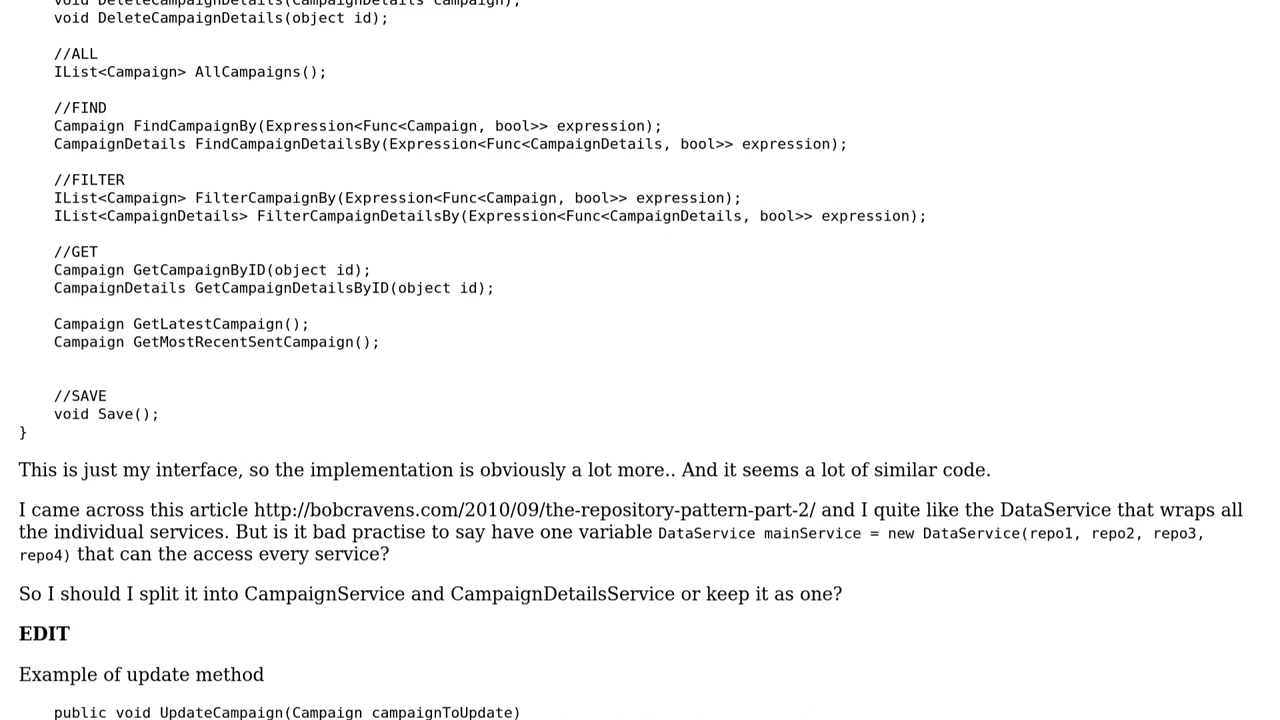 void DeleteCampaignDetails(CampaignDetails campaign);
void DeleteCampaignDetails(object id);
//ALL
IList<Campaign> AllCampaigns();
//FIND
Campaign FindCampaignBy(Expression<Func<Campaign, bool>> expression);
CampaignDetails FindCampaignDetailsBy(Expression<Func<CampaignDetails, bool>> expression);
//FILTER
IList<Campaign> FilterCampaignBy(Expression<Func<Campaign, bool>> expression);
IList<CampaignDetails> FilterCampaignDetailsBy(Expression<Func<CampaignDetails, bool>> expression);
//GET
Campaign GetCampaignByID(object id);
CampaignDetails GetCampaignDetailsByID(object id);
Campaign GetLatestCampaign();
Campaign GetMostRecentSentCampaign();
//SAVE
void Save();
}
This is just my interface, so the implementation is obviously a lot more.. And it seems a lot of similar code.
I came across this article http://bobcravens.com/2010/09/the-repository-pattern-part-2/ and I quite like the DataService that wraps all
the individual services. But is it bad practise to say have one variable DataService mainService = new DataService(repo1, repo2, repo3,
repo4) that can the access every service?
So I should I split it into CampaignService and CampaignDetailsService or keep it as one?
EDIT
Example of update method
public void UpdateCampaign(Campaign campaignToUpdate)